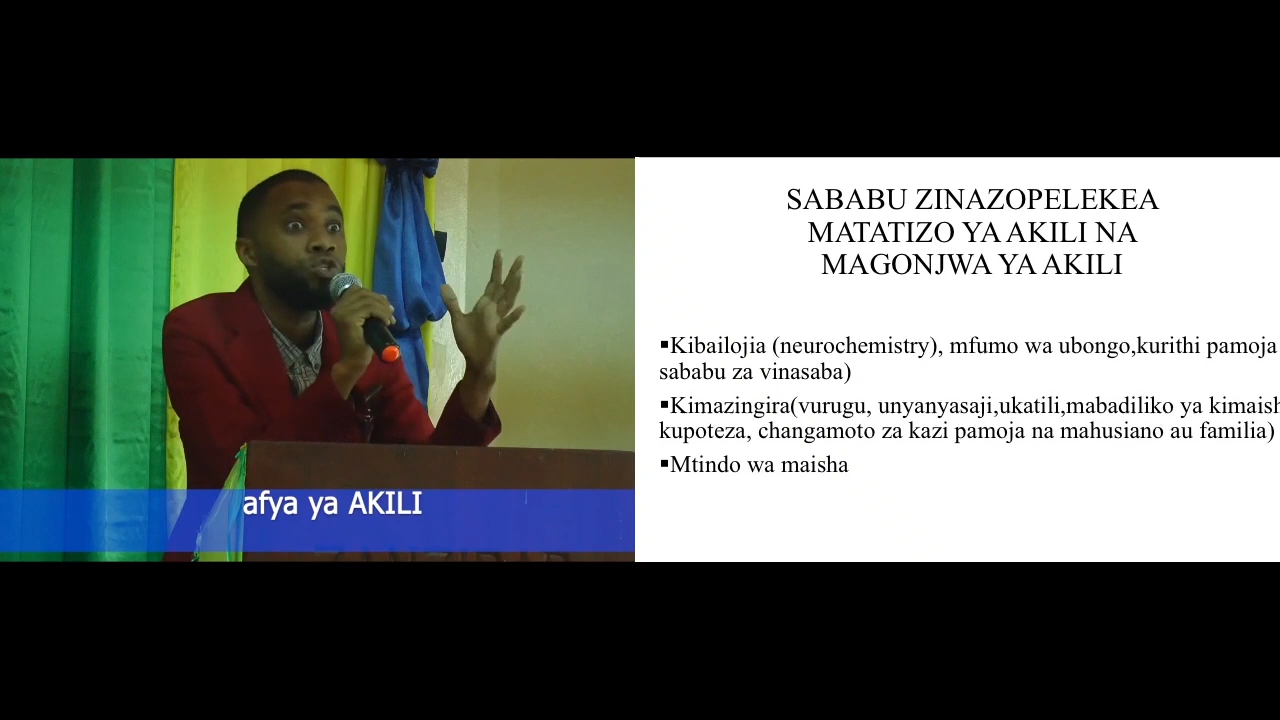 afya ya AKILI
SABABU ZINAZOPELEKEA
MATATIZO YA AKILI NA
MAGONJWA YA AKILI
▪Kibailojia (neurochemistry), mfumo wa ubongo,kurithi pamoja
sababu za vinasaba)
▪Kimazingira(vurugu, unyanyasaji,ukatili,mabadiliko ya kimaish
kupoteza, changamoto za kazi pamoja na mahusiano au familia)
▪Mtindo wa maisha